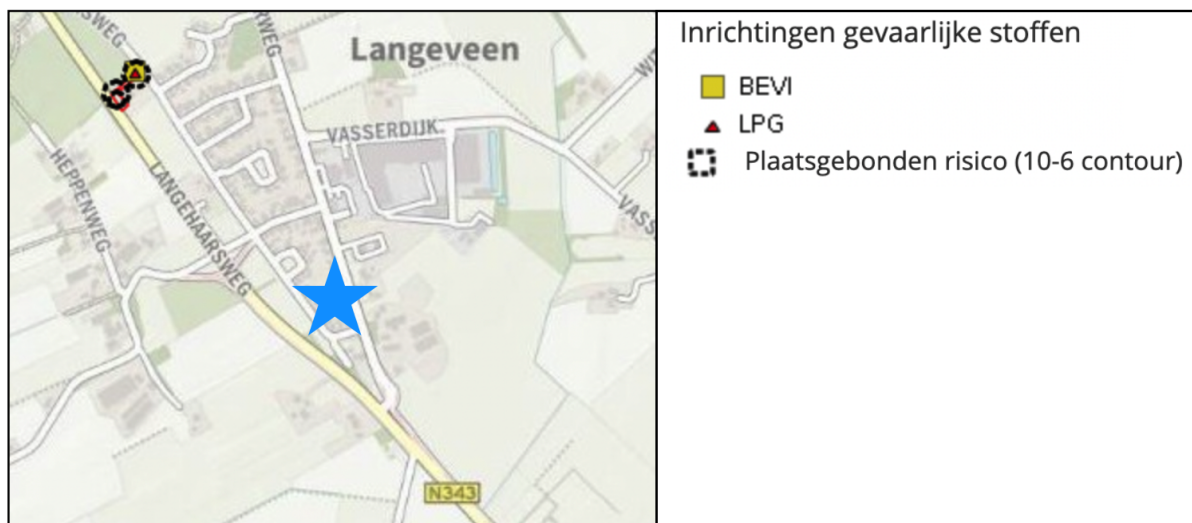 Langeveen
VASSERDIJK
HEPPENWEG
LANGEHAARSWEG
N343
Inrichtingen gevaarlijke stoffen
BEVI
LPG
Plaatsgebonden risico (10-6 contour)